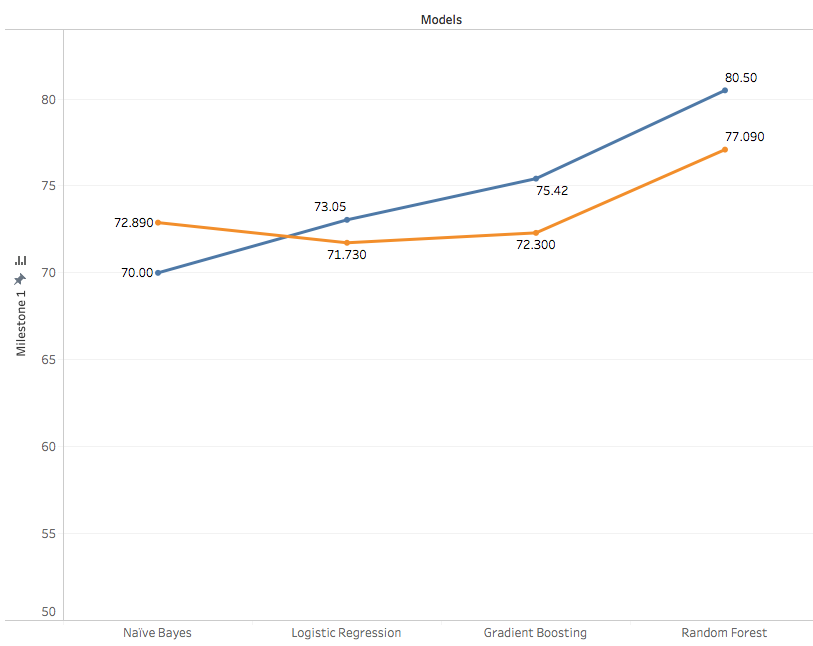 Models
80.50
80
77.090
75
75.42
73.05
72.890
71.730
72.300
70.00
70
Milestone 1
65
60
55
50
Naïve Bayes
Logistic Regression
Gradient Boosting
Random Forest